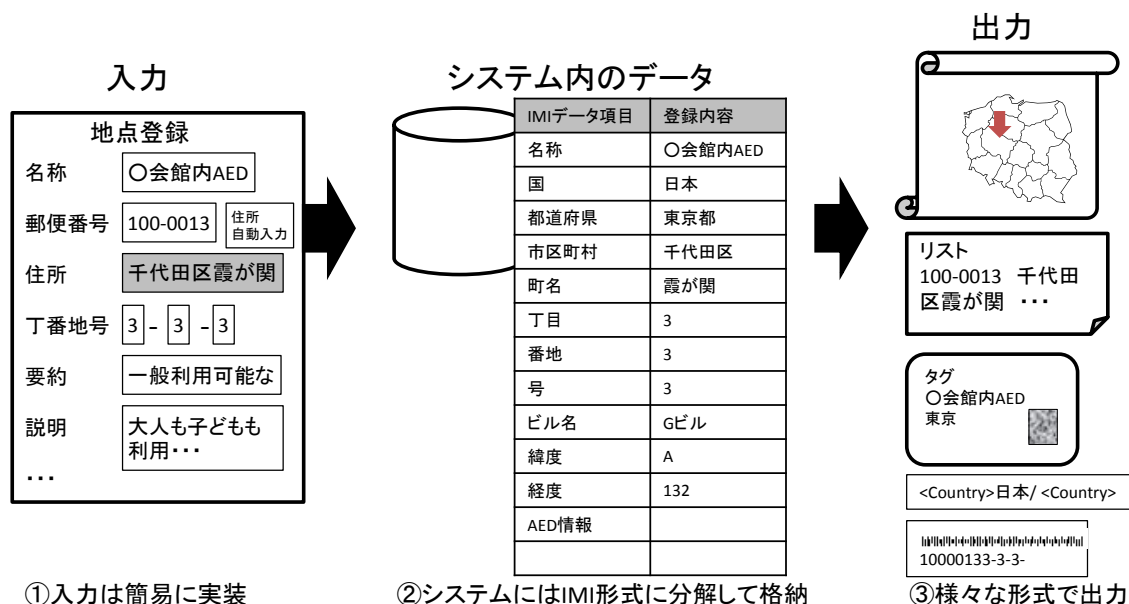 入力
地点登録
名称 〇会館内AED
郵便番号 100-0013 住所
自動入力
住所 千代田区霞が関
丁番地号 3 - 3 - 3
要約 一般利用可能な
説明 大人も子どもも
利用・・・
・・・
①入力は簡易に実装
システム内のデータ
IMIデータ項目 登録内容
名称 〇会館内AED
国 日本
都道府県 東京都
市区町村 千代田区
町名 霞が関
丁目 3
番地 3
号 3
ビル名 Gビル
緯度 A
経度 132
AED情報
②システムにはIMI形式に分解して格納
出力
リスト
100-0013 千代田
区霞が関 ・・・
タグ
〇会館内AED
東京
<Country>日本/ <Country>
10000133-3-3-
③様々な形式で出力